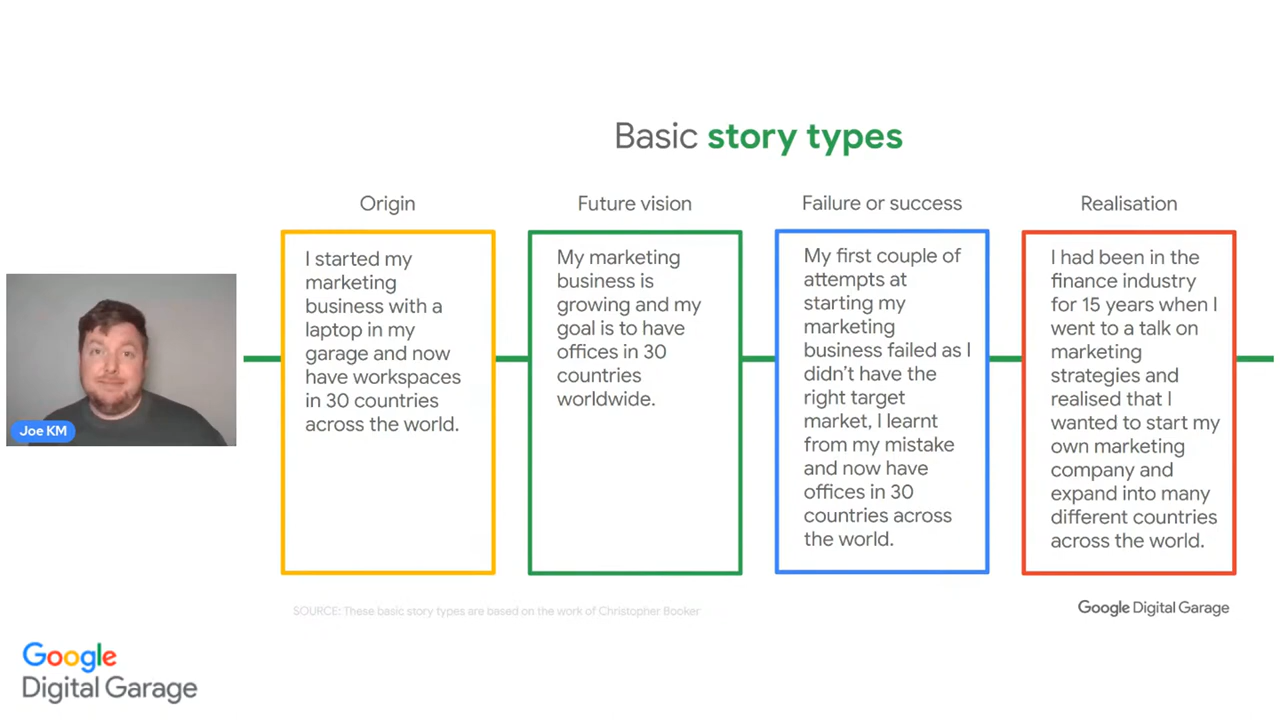 Basic story types
Origin
I started my
marketing
business with a
laptop in my
garage and now
have workspaces
in 30 countries
across the world.
Future vision
My marketing
business is
growing and my
goal is to have
offices in 30
countries
worldwide.
Failure or success
My first couple of
attempts at
starting my
marketing
business failed as I
didn't have the
right target
market, I learnt
from my mistake
and now have
offices in 30
countries across
the world.
Realisation
I had been in the
finance industry
for 15 years when I
went to a talk on
marketing
strategies and
realised that I
wanted to start my
own marketing
company and
expand into many
different countries
across the world.
Joe KM
SOURCE: These basic story types are based on the work of Christopher Booker
Google Digital Garage
Google
Digital Garage